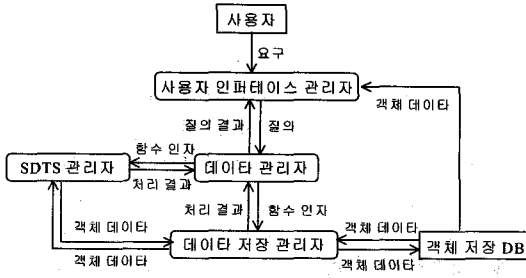 사용자
요구
사용자 인퍼테이스 관리자
객체 데이타
질의 결과
질의
함수 인자
SDTS 관리자
데이타 관리자
처리 결과
처리 결과
함수 인자
객체 데이타
객체 데이타
데이타 저장 관리자
객체 데이타
객체 저장 DB
객체 데이타